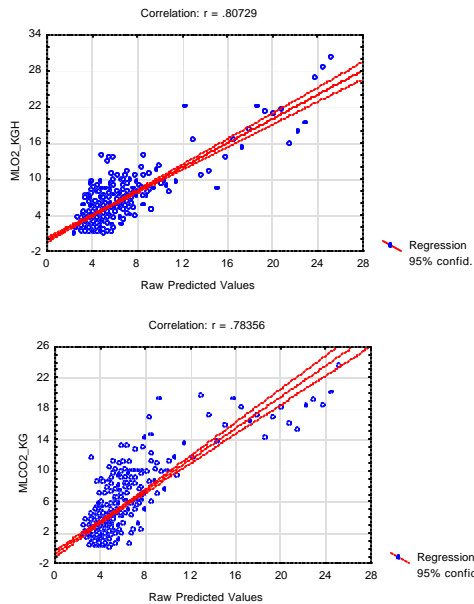 Correlation: r = .80729
34
28
22
16
10
4
-2
MLO2_KGH
0 4 8 12 16 20 24 28
Raw Predicted Values
Regression
95% confid.
Correlation: r = .78356
26
22
18
14
10
6
2
-2
MLCO2_KG
0 4 8 12 16 20 24 28
Raw Predicted Values
Regression
95% confid